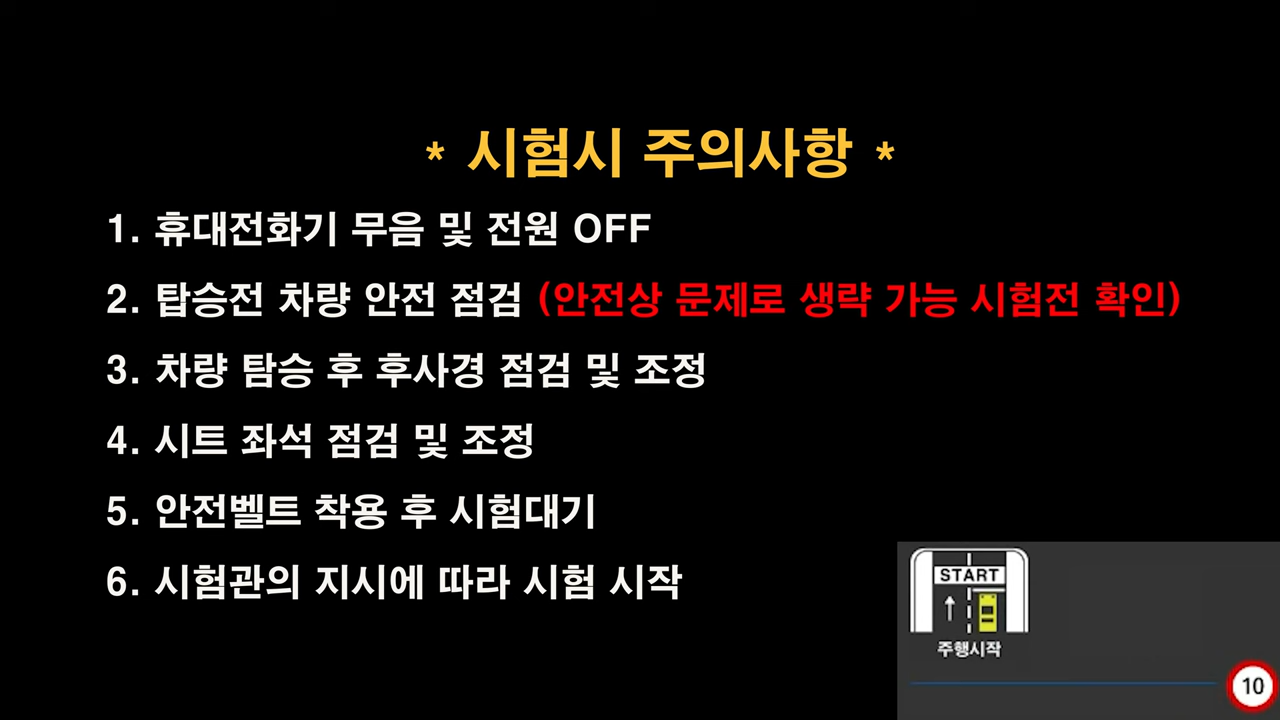 * 시험시 주의사항 *
1. 휴대전화기 무음 및 전원 OFF
2. 탑승전 차량 안전 점검 (안전상 문제로 생략 가능 시험전 확인)
3. 차량 탐승 후 후사경 점검 및 조정
4. 시트 좌석 점검 및 조정
5. 안전벨트 착용 후 시험대기
6. 시험관의 지시에 따라 시험 시작
START
주행시작
10